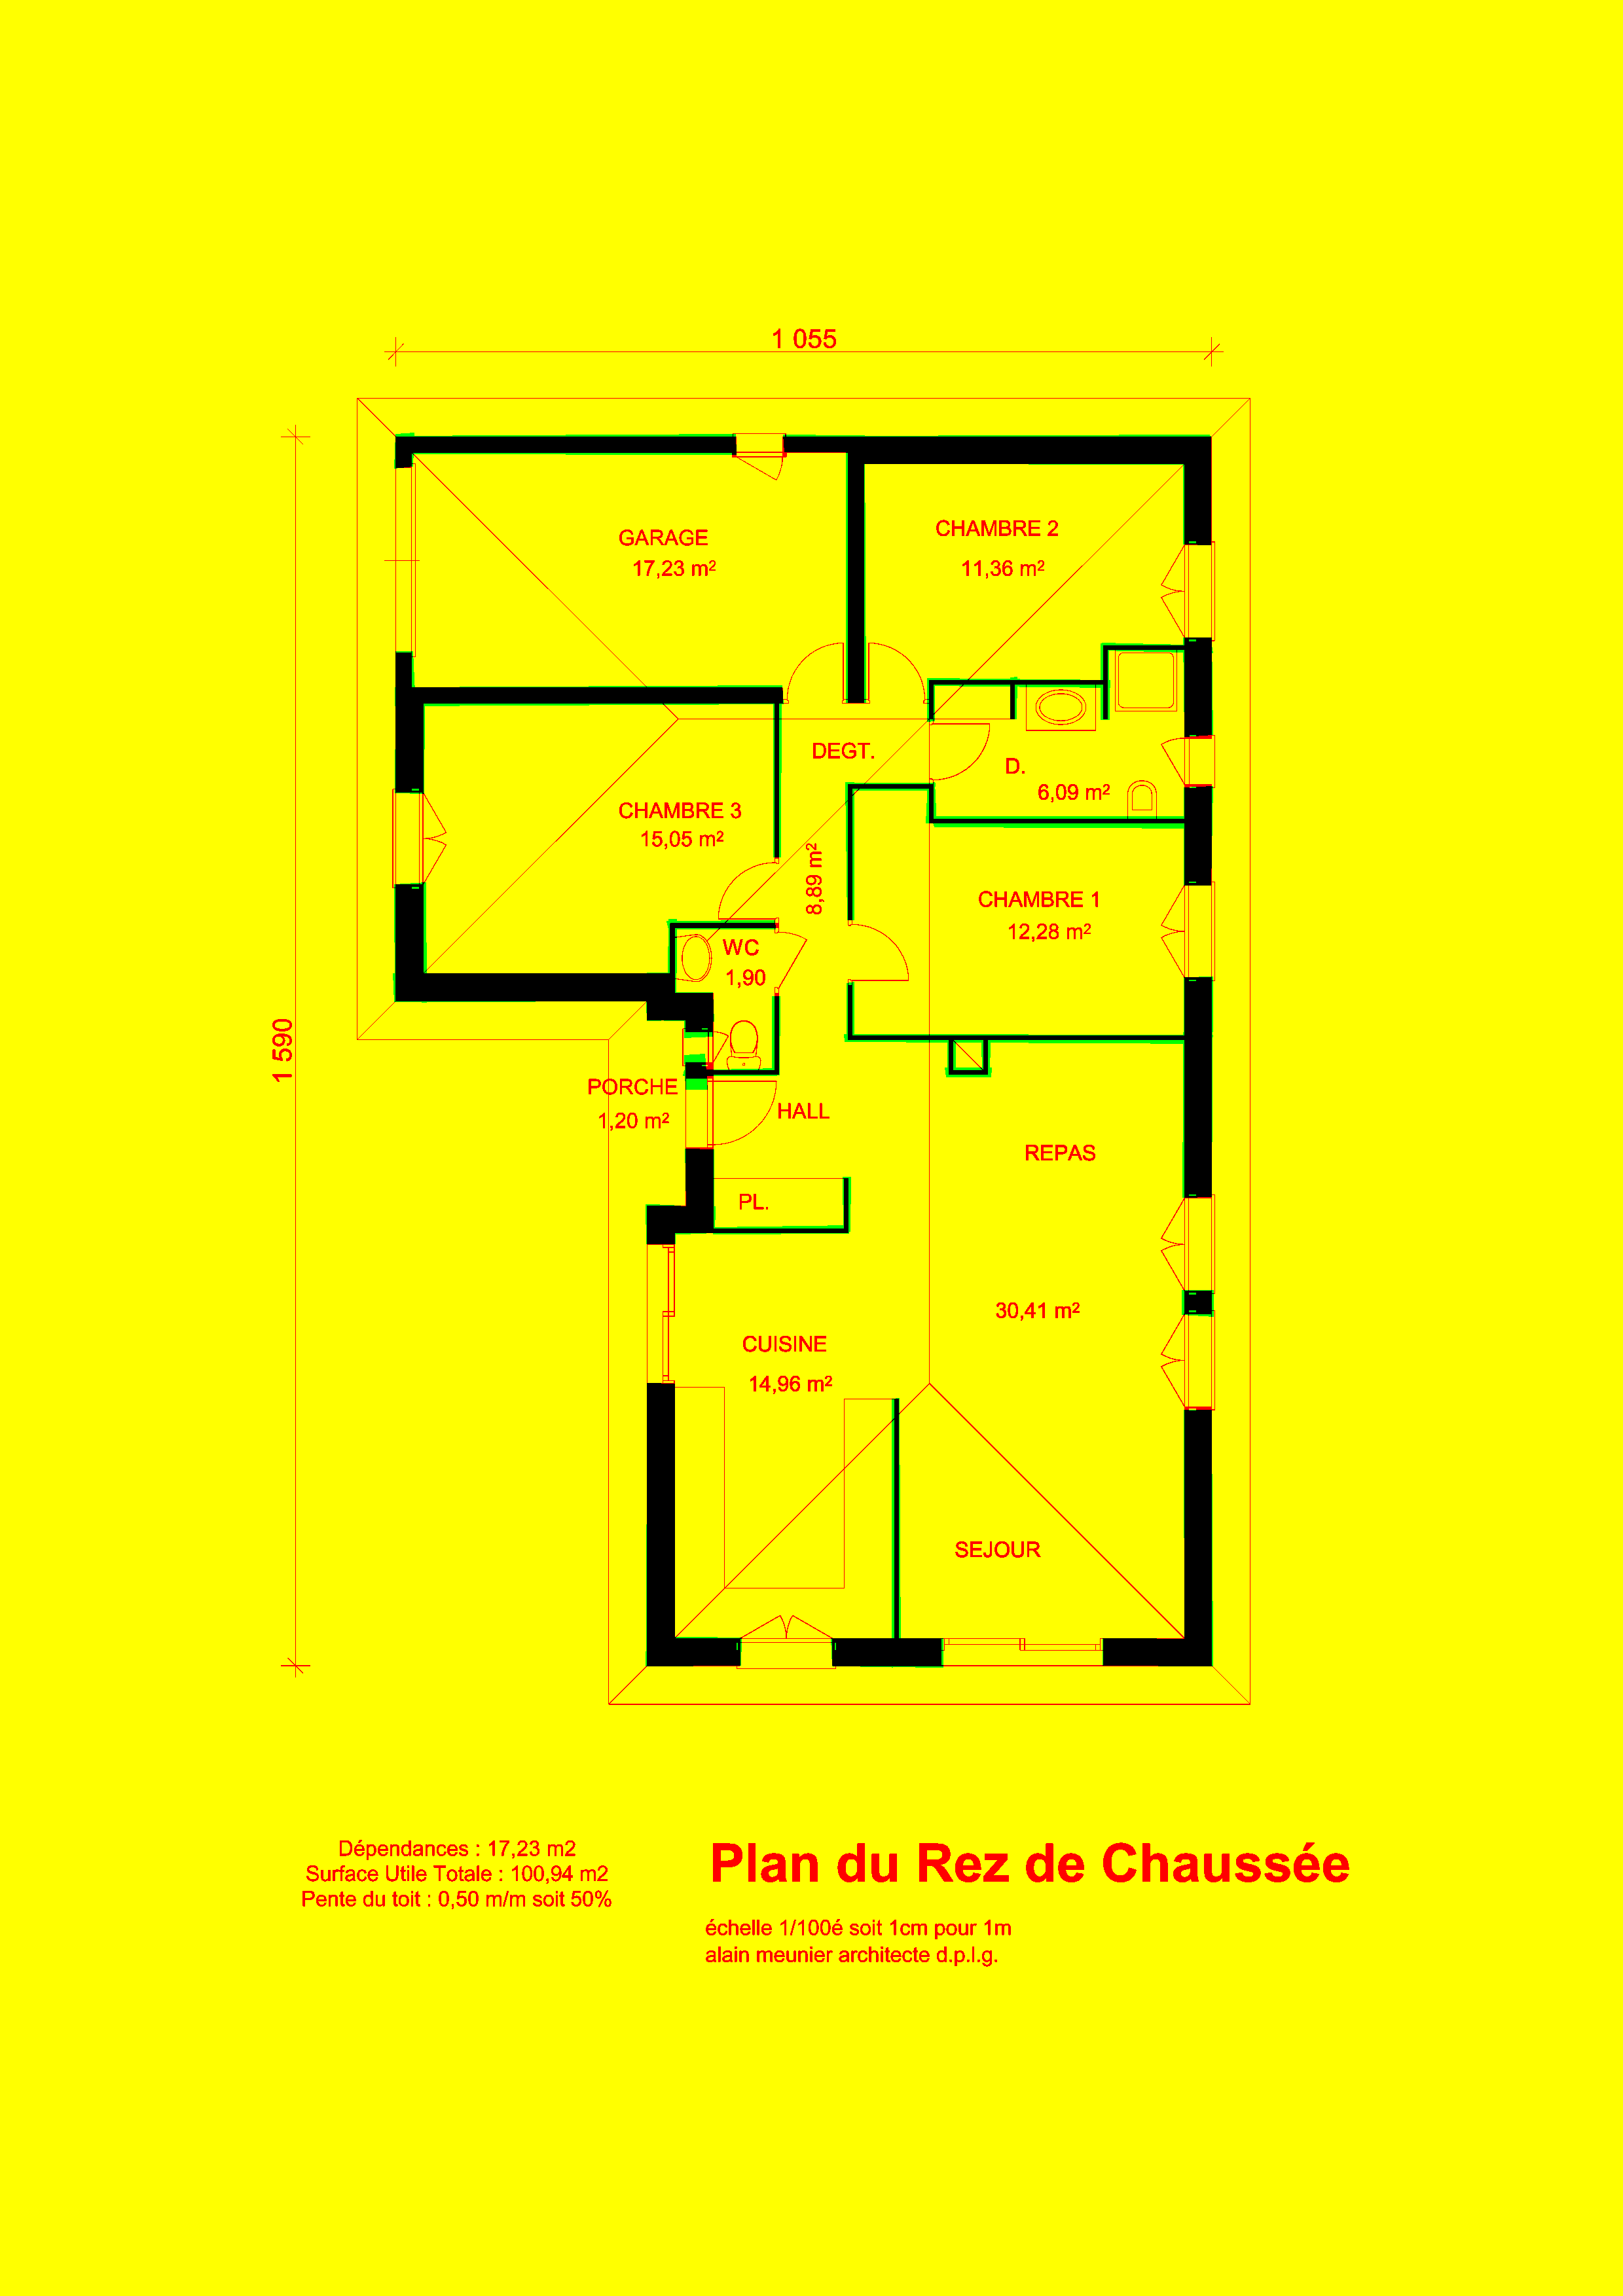 1 055
GARAGE
17,23 m²
CHAMBRE 2
11,36 m²
DEGT.
D.
6,09 m²
CHAMBRE 3
15,05 m²
8,89 m²
CHAMBRE 1
12,28 m²
WC
1,90
1 590
PORCHE
1,20 m²
HALL
REPAS
PL.
30,41 m²
CUISINE
14,96 m²
SEJOUR
Dépendances : 17,23 m2
Surface Utile Totale : 100,94 m2
Pente du toit : 0,50 m/m soit 50%
Plan du Rez de Chaussée
échelle 1/100é soit 1cm pour 1m
alain meunier architecte d.p.l.g.